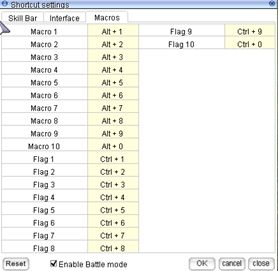 Shortcut settings
Skill Bar Interface Macros
Macro 1 Alt + 1 Flag 9 Ctrl + 9
Macro 2 Alt + 2 Flag 10 Ctrl + 0
Macro 3 Alt + 3
Macro 4 Alt + 4
Macro 5 Alt + 5
Macro 6 Alt + 6
Macro 7 Alt + 7
Macro 8 Alt + 8
Macro 9 Alt + 9
Macro 10 Alt + 0
Flag 1 Ctrl + 1
Flag 2 Ctrl + 2
Flag 3 Ctrl + 3
Flag 4 Ctrl + 4
Flag 5 Ctrl + 5
Flag 6 Ctrl + 6
Flag 7 Ctrl + 7
Flag 8 Ctrl + 8
Reset Enable Battle mode OK cancel close